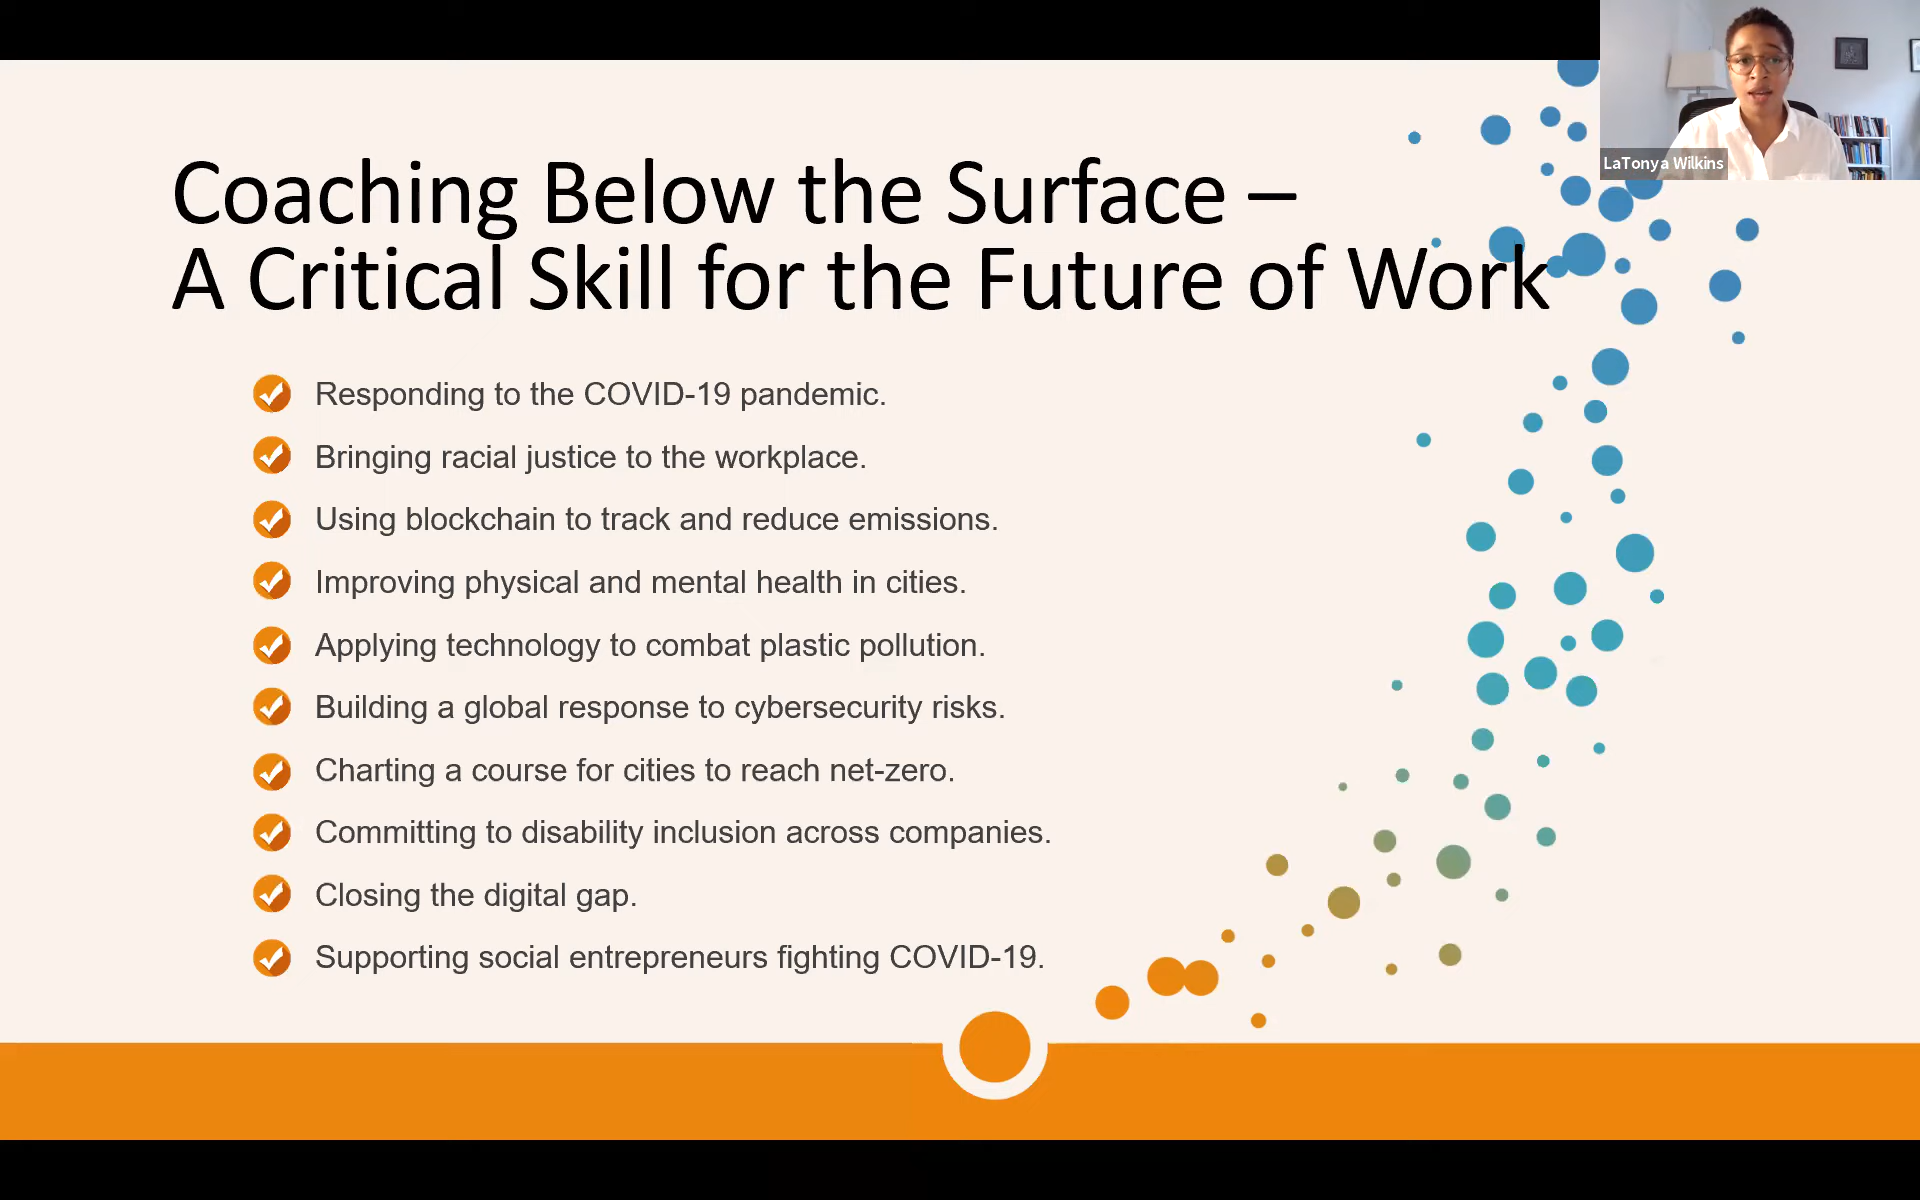 LaTonya Wilkins
Coaching Below the Surface –
A Critical Skill for the Future of Work
Responding to the COVID-19 pandemic.
Bringing racial justice to the workplace.
Using blockchain to track and reduce emissions.
Improving physical and mental health in cities.
Applying technology to combat plastic pollution.
Building a global response to cybersecurity risks.
Charting a course for cities to reach net-zero.
Committing to disability inclusion across companies.
Closing the digital gap.
Supporting social entrepreneurs fighting COVID-19.